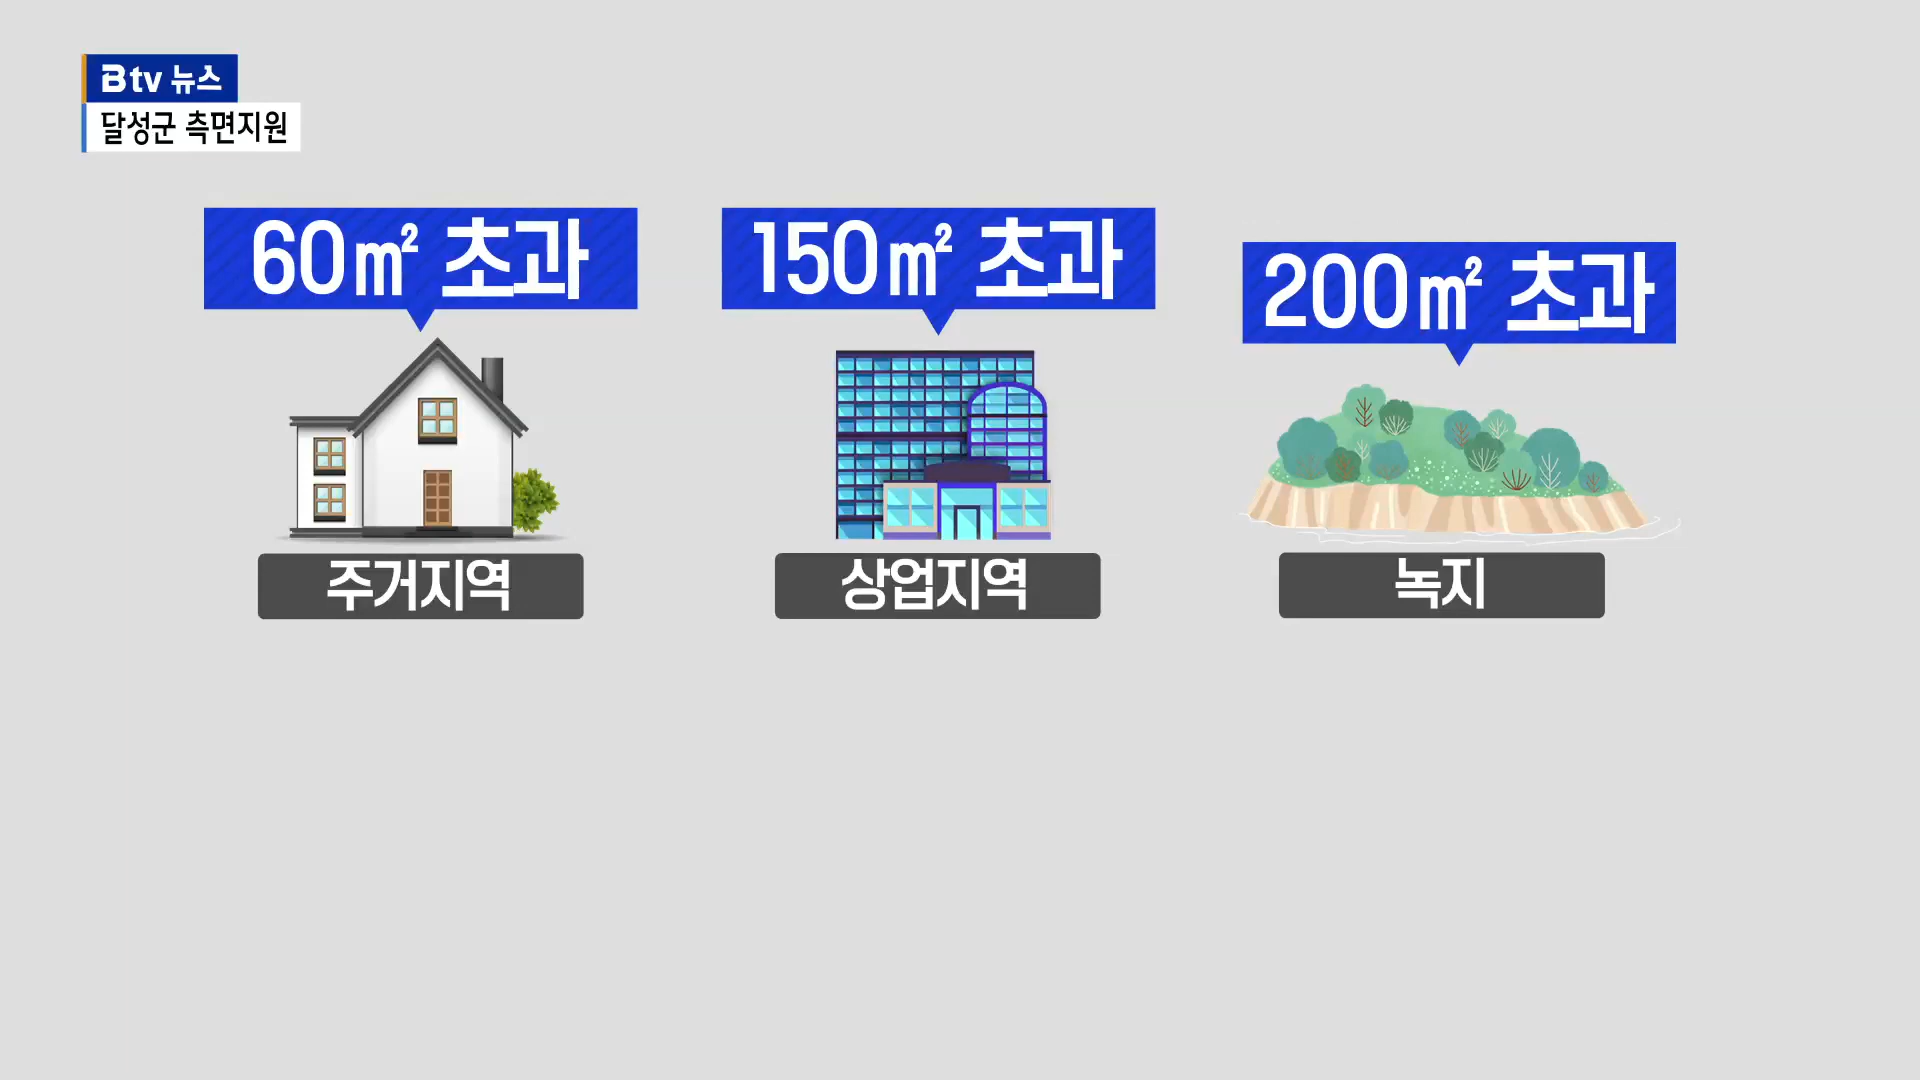 Btv 뉴스
달성군 측면지원
60㎡ 초과
150㎡ 초과
200㎡ 초과
주거지역
상업지역
녹지